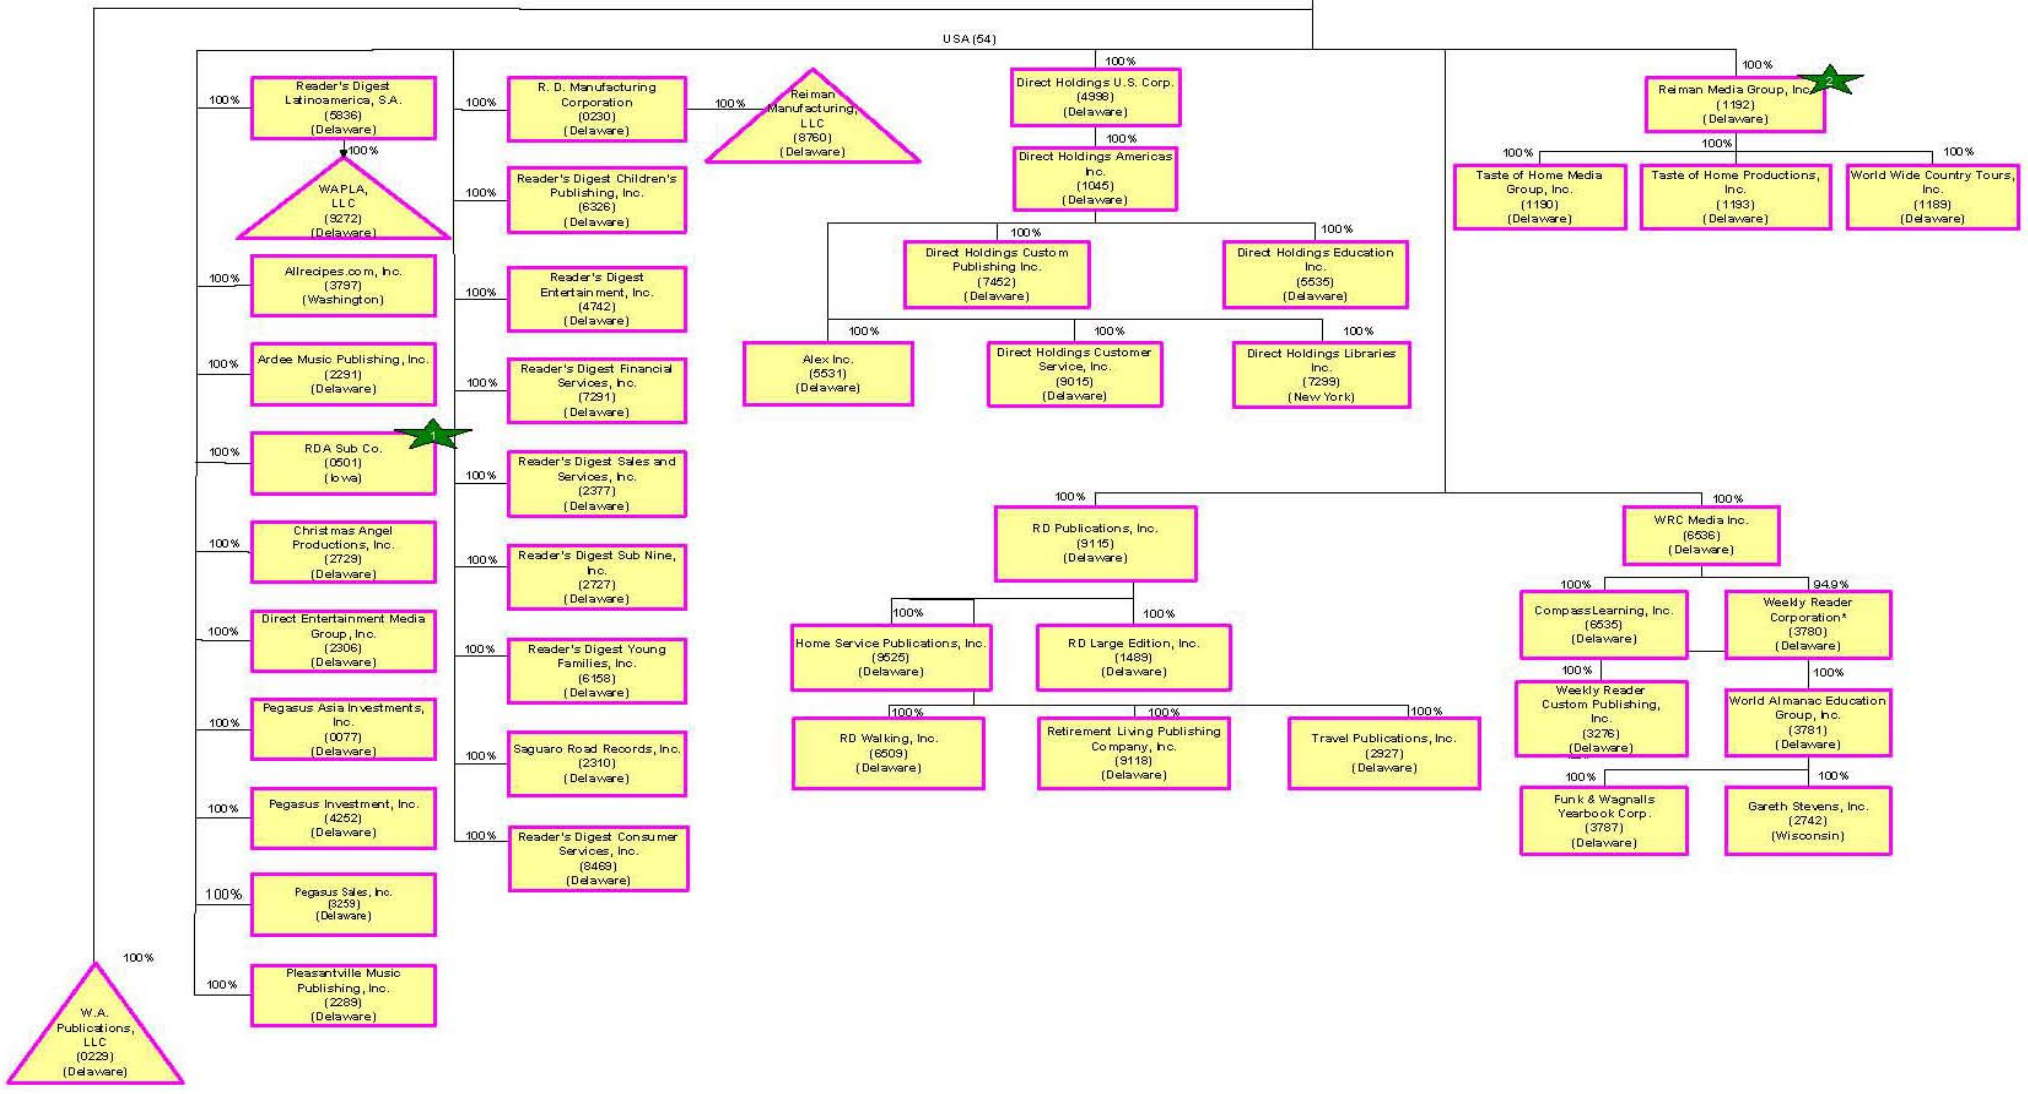 USA (54)
100%
Reader's Digest
Latinoamerica, S.A.
(5836)
(Delaware)
100%
WAPLA,
LLC
(9272)
(Delaware)
100%
Allrecipes.com, Inc.
(3797)
(Washington)
100%
Ardee Music Publishing, Inc.
(2291)
(Delaware)
100%
RDA Sub Co.
(0501)
(Iowa)
1
100%
Christmas Angel
Productions, Inc.
(2729)
(Delaware)
100%
Direct Entertainment Media
Group, Inc.
(2306)
(Delaware)
100%
Pegasus Asia Investments,
Inc.
(0077)
(Delaware)
100%
Pegasus Investment, Inc.
(4252)
(Delaware)
100%
Pegasus Sales, Inc.
(3259)
(Delaware)
100%
Pleasantville Music
Publishing, Inc.
(2289)
(Delaware)
100%
W.A.
Publications,
LLC
(0229)
(Delaware)
100%
R. D. Manufacturing
Corporation
(0230)
(Delaware)
100%
Reiman
Manufacturing,
LLC
(8760)
(Delaware)
100%
Reader's Digest Children's
Publishing, Inc.
(6326)
(Delaware)
100%
Reader's Digest
Entertainment, Inc.
(4742)
(Delaware)
100%
Reader's Digest Financial
Services, Inc.
(7291)
(Delaware)
100%
Reader's Digest Sales and
Services, Inc.
(2377)
(Delaware)
100%
Reader's Digest Sub Nine,
Inc.
(2727)
(Delaware)
100%
Reader's Digest Young
Families, Inc.
(6158)
(Delaware)
100%
Saguaro Road Records, Inc.
(2310)
(Delaware)
100%
Reader's Digest Consumer
Services, Inc.
(8469)
(Delaware)
100%
Direct Holdings U.S. Corp.
(4998)
(Delaware)
100%
Direct Holdings Americas
Inc.
(1045)
(Delaware)
100%
Direct Holdings Custom
Publishing Inc.
(7452)
(Delaware)
100%
Direct Holdings Education
Inc.
(5535)
(Delaware)
100%
Alex Inc.
(5531)
(Delaware)
100%
Direct Holdings Customer
Service, Inc.
(9015)
(Delaware)
100%
Direct Holdings Libraries
Inc.
(7299)
(New York)
100%
Reiman Media Group, Inc.
(1192)
(Delaware)
2
100%
Taste of Home Media
Group, Inc.
(1190)
(Delaware)
100%
Taste of Home Productions,
Inc.
(1193)
(Delaware)
100%
World Wide Country Tours,
Inc.
(1189)
(Delaware)
100%
RD Publications, Inc.
(9115)
(Delaware)
100%
Home Service Publications, Inc.
(9525)
(Delaware)
100%
RD Large Edition, Inc.
(1489)
(Delaware)
100%
RD Walking, Inc.
(6509)
(Delaware)
100%
Retirement Living Publishing
Company, Inc.
(9118)
(Delaware)
100%
Travel Publications, Inc.
(2927)
(Delaware)
100%
WRC Media Inc.
(6536)
(Delaware)
100%
CompassLearning, Inc.
(6535)
(Delaware)
94.9%
Weekly Reader
Corporation*
(3780)
(Delaware)
100%
Weekly Reader
Custom Publishing,
Inc.
(3276)
(Delaware)
100%
World Almanac Education
Group, Inc.
(3781)
(Delaware)
100%
Funk & Wagnalls
Yearbook Corp.
(3787)
(Delaware)
100%
Gareth Stevens, Inc.
(2742)
(Wisconsin)